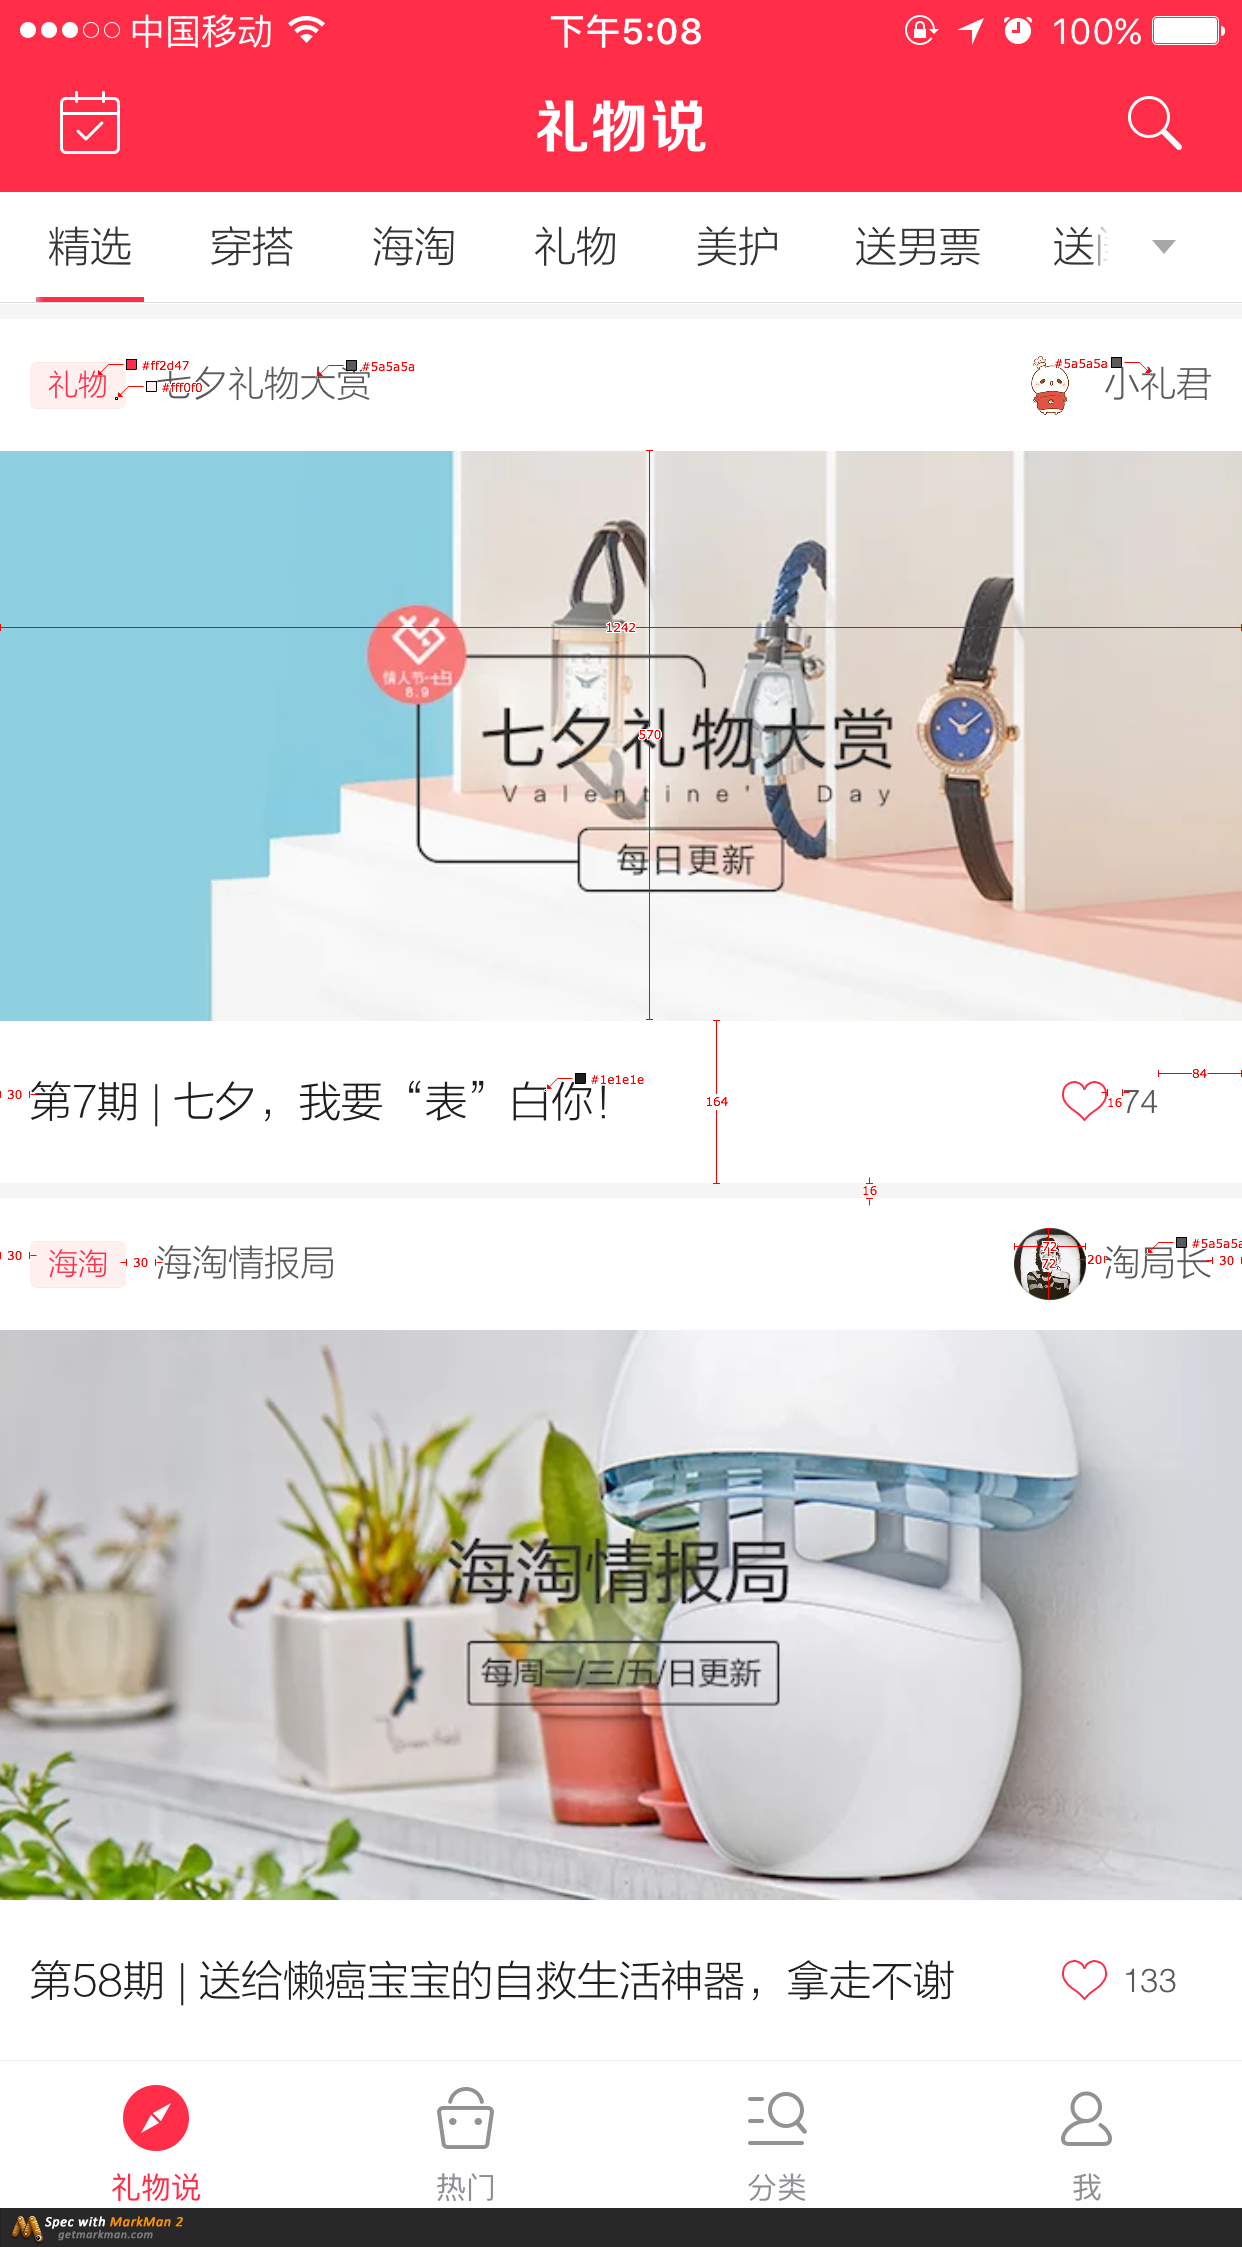 中国移动 下午5:08 100%
礼物说
精选 穿搭 海淘 礼物 美护 送男票 送
礼物 #ff2d47 #fff0f0 七夕礼物大赏 #5a5a5a #5a5a5a 小礼君
1242
情人节·七日
8.9
七夕礼物大赏
570
Valentine's Day
每日更新
30 第7期 | 七夕，我要“表”白你！ #1e1e1e 164 16 74 84
16
30 海淘 30 海淘情报局 72 72 20 淘局长 #5a5a5a 30
海淘情报局
每周一/三/五/日更新
Green field
第58期 | 送给懒癌宝宝的自救生活神器，拿走不谢 133
礼物说 热门 分类 我
Spec with MarkMan 2
getmarkman.com